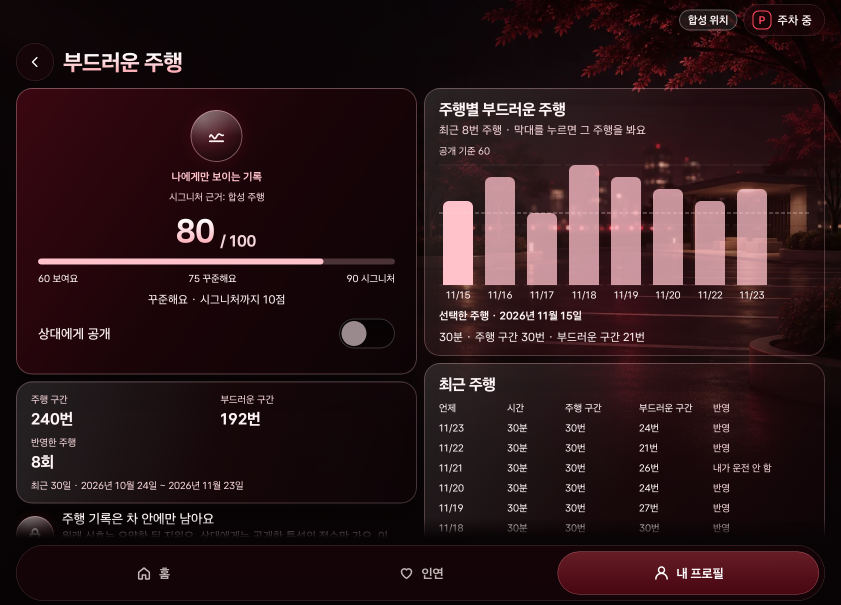 합성 위치
P 주차 중
부드러운 주행
나에게만 보이는 기록
시그니처 근거: 합성 주행
80 / 100
60 보여요 75 꾸준해요 90 시그니처
꾸준해요 · 시그니처까지 10점
상대에게 공개
주행 구간 부드러운 구간
240번 192번
반영한 주행
8회
최근 30일 · 2026년 10월 24일 ~ 2026년 11월 23일
주행 기록은 차 안에만 남아요
주행별 부드러운 주행
최근 8번 주행 · 막대를 누르면 그 주행을 봐요
공개 기준 60
11/15 11/16 11/17 11/18 11/19 11/20 11/22 11/23
선택한 주행 · 2026년 11월 15일
30분 · 주행 구간 30번 · 부드러운 구간 21번
최근 주행
언제 시간 주행 구간 부드러운 구간 반영
11/23 30분 30번 24번 반영
11/22 30분 30번 21번 반영
11/21 30분 30번 26번 내가 운전 안 함
11/20 30분 30번 24번 반영
11/19 30분 30번 27번 반영
11/18 30분 30번 30번 반영
홈
인연
내 프로필